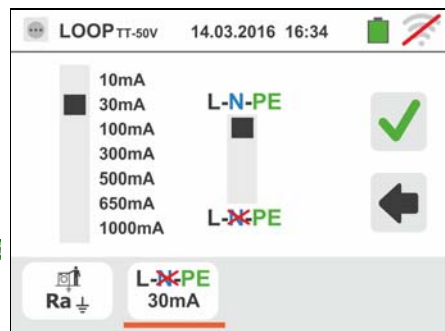 LOOP TT-50V 14.03.2016 16:34
10mA
30mA
100mA
300mA
500mA
650mA
1000mA
L-N-PE
L-N-PE
Ra
L-N-PE
30mA